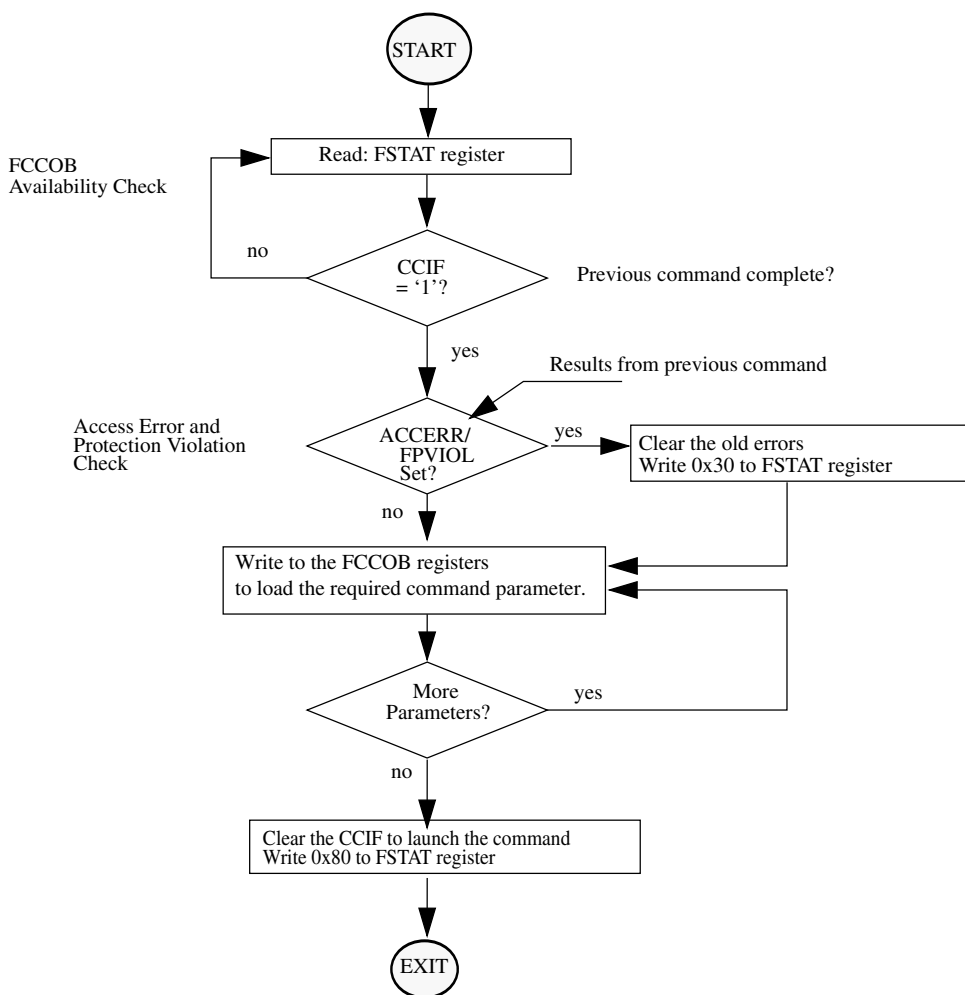 START
Read: FSTAT register
FCCOB
Availability Check
no
CCIF
= ‘1’?
Previous command complete?
yes
Results from previous command
Access Error and
Protection Violation
Check
ACCERR/
FPVIOL
Set?
yes
Clear the old errors
Write 0x30 to FSTAT register
no
Write to the FCCOB registers
to load the required command parameter.
More
Parameters?
yes
no
Clear the CCIF to launch the command
Write 0x80 to FSTAT register
EXIT